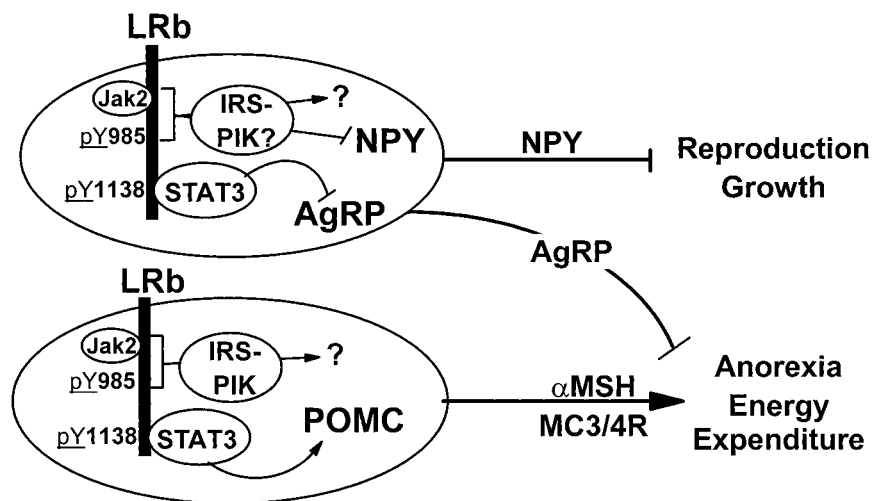 LRb
Jak2
pY985
pY1138
IRS-
PIK?
?
NPY
STAT3
AgRP
NPY
Reproduction
Growth
AgRP
LRb
Jak2
pY985
pY1138
IRS-
PIK
?
STAT3
POMC
αMSH
MC3/4R
Anorexia
Energy
Expenditure